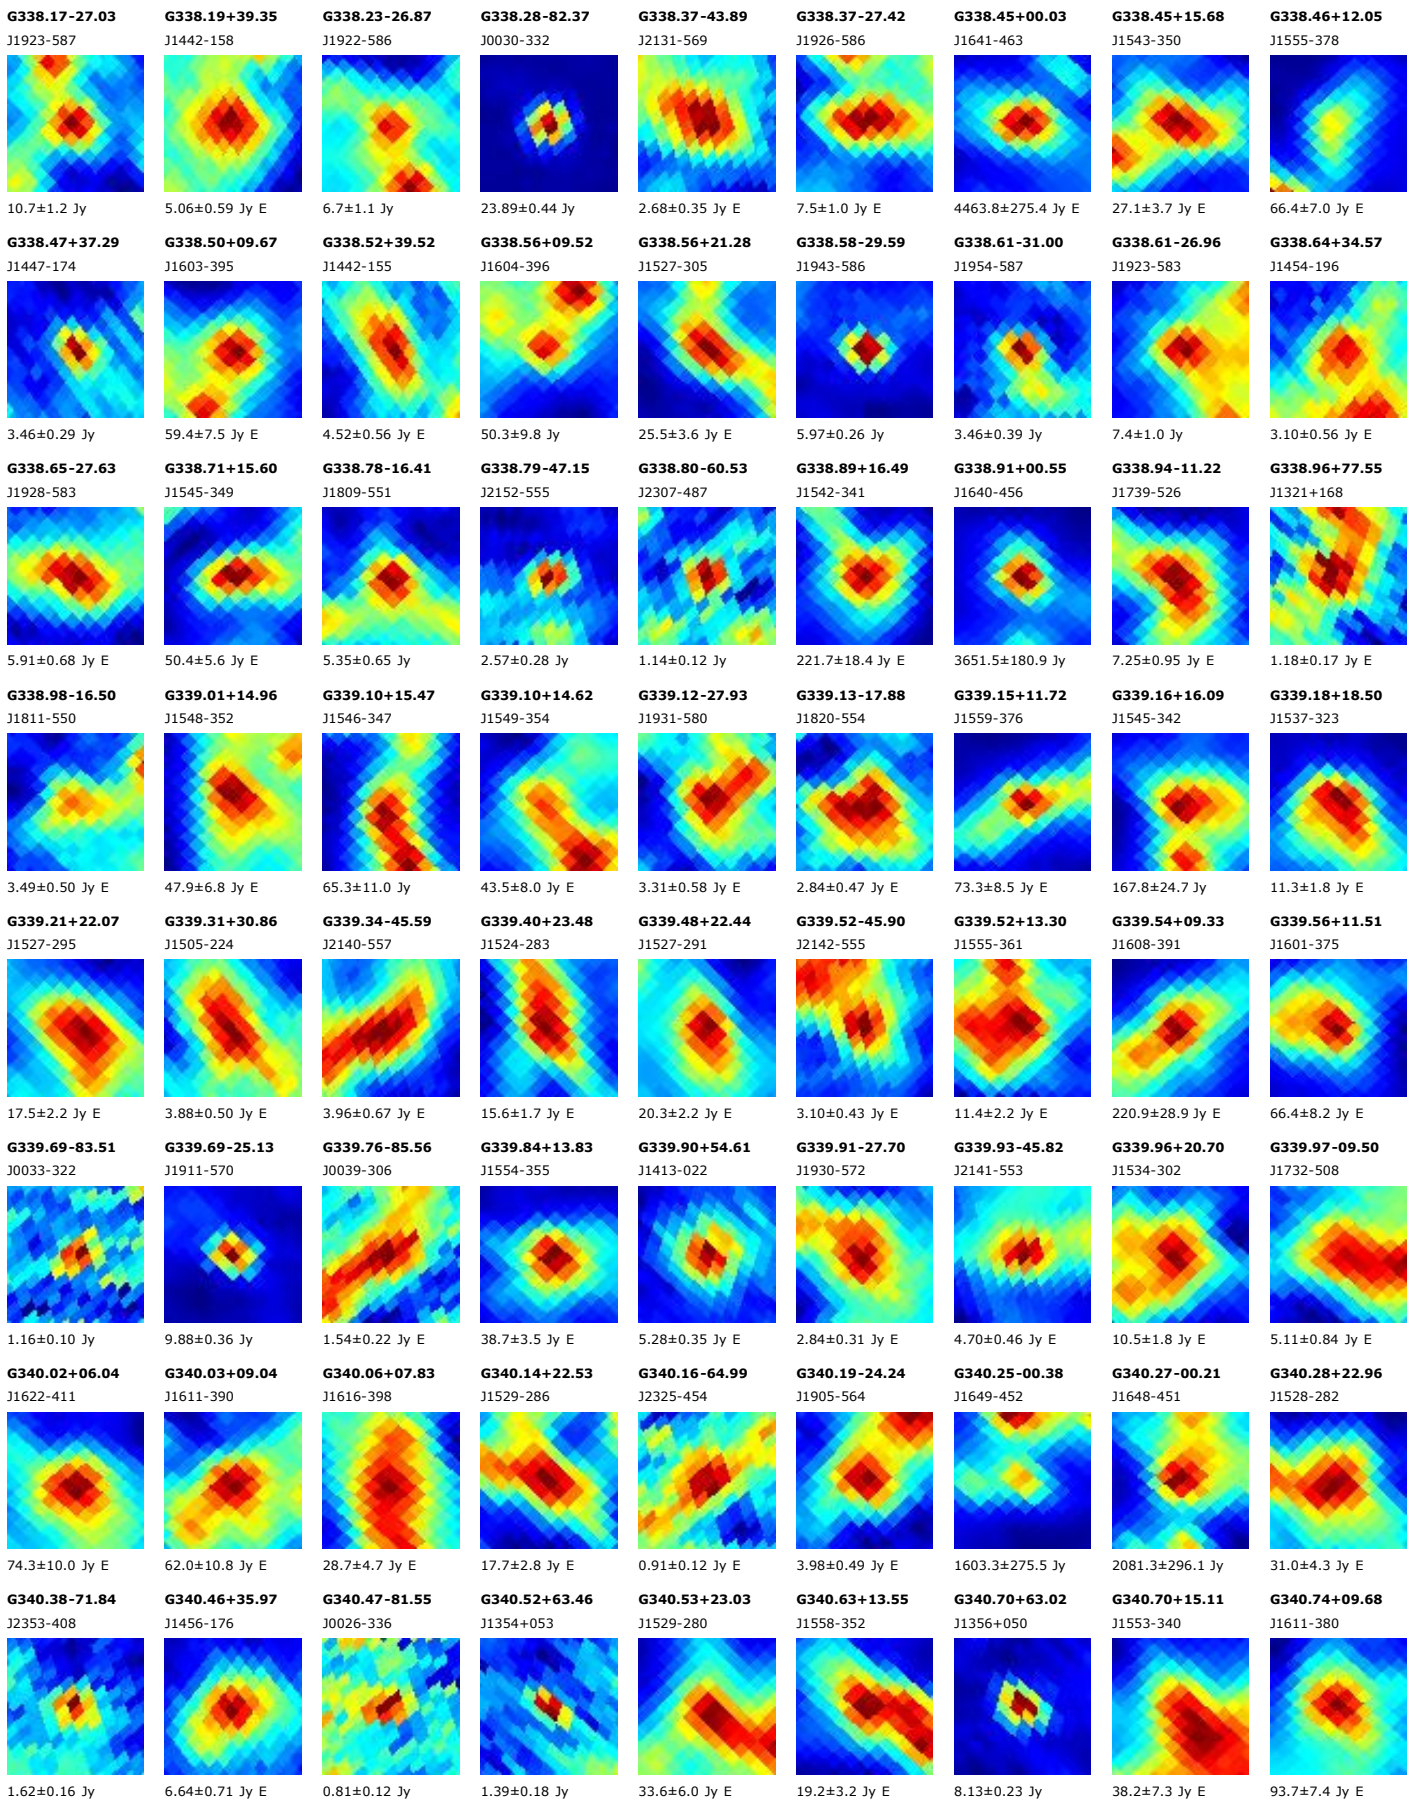 G338.17-27.03 G338.19+39.35 G338.23-26.87 G338.28-82.37 G338.37-43.89 G338.37-27.42 G338.45+00.03 G338.45+15.68 G338.46+12.05
J1923-587 J1442-158 J1922-586 J0030-332 J2131-569 J1926-586 J1641-463 J1543-350 J1555-378
10.7±1.2 Jy 5.06±0.59 Jy E 6.7±1.1 Jy 23.89±0.44 Jy 2.68±0.35 Jy E 7.5±1.0 Jy E 4463.8±275.4 Jy E 27.1±3.7 Jy E 66.4±7.0 Jy E
G338.47+37.29 G338.50+09.67 G338.52+39.52 G338.56+09.52 G338.56+21.28 G338.58-29.59 G338.61-31.00 G338.61-26.96 G338.64+34.57
J1447-174 J1603-395 J1442-155 J1604-396 J1527-305 J1943-586 J1954-587 J1923-583 J1454-196
3.46±0.29 Jy 59.4±7.5 Jy E 4.52±0.56 Jy E 50.3±9.8 Jy 25.5±3.6 Jy E 5.97±0.26 Jy 3.46±0.39 Jy 7.4±1.0 Jy 3.10±0.56 Jy E
G338.65-27.63 G338.71+15.60 G338.78-16.41 G338.79-47.15 G338.80-60.53 G338.89+16.49 G338.91+00.55 G338.94-11.22 G338.96+77.55
J1928-583 J1545-349 J1809-551 J2152-555 J2307-487 J1542-341 J1640-456 J1739-526 J1321+168
5.91±0.68 Jy E 50.4±5.6 Jy E 5.35±0.65 Jy 2.57±0.28 Jy 1.14±0.12 Jy 221.7±18.4 Jy E 3651.5±180.9 Jy 7.25±0.95 Jy E 1.18±0.17 Jy E
G338.98-16.50 G339.01+14.96 G339.10+15.47 G339.10+14.62 G339.12-27.93 G339.13-17.88 G339.15+11.72 G339.16+16.09 G339.18+18.50
J1811-550 J1548-352 J1546-347 J1549-354 J1931-580 J1820-554 J1559-376 J1545-342 J1537-323
3.49±0.50 Jy E 47.9±6.8 Jy E 65.3±11.0 Jy 43.5±8.0 Jy E 3.31±0.58 Jy E 2.84±0.47 Jy E 73.3±8.5 Jy E 167.8±24.7 Jy 11.3±1.8 Jy E
G339.21+22.07 G339.31+30.86 G339.34-45.59 G339.40+23.48 G339.48+22.44 G339.52-45.90 G339.52+13.30 G339.54+09.33 G339.56+11.51
J1527-295 J1505-224 J2140-557 J1524-283 J1527-291 J2142-555 J1555-361 J1608-391 J1601-375
17.5±2.2 Jy E 3.88±0.50 Jy E 3.96±0.67 Jy E 15.6±1.7 Jy E 20.3±2.2 Jy E 3.10±0.43 Jy E 11.4±2.2 Jy E 220.9±28.9 Jy E 66.4±8.2 Jy E
G339.69-83.51 G339.69-25.13 G339.76-85.56 G339.84+13.83 G339.90+54.61 G339.91-27.70 G339.93-45.82 G339.96+20.70 G339.97-09.50
J0033-322 J1911-570 J0039-306 J1554-355 J1413-022 J1930-572 J2141-553 J1534-302 J1732-508
1.16±0.10 Jy 9.88±0.36 Jy 1.54±0.22 Jy E 38.7±3.5 Jy E 5.28±0.35 Jy E 2.84±0.31 Jy E 4.70±0.46 Jy E 10.5±1.8 Jy E 5.11±0.84 Jy E
G340.02+06.04 G340.03+09.04 G340.06+07.83 G340.14+22.53 G340.16-64.99 G340.19-24.24 G340.25-00.38 G340.27-00.21 G340.28+22.96
J1622-411 J1611-390 J1616-398 J1529-286 J2325-454 J1905-564 J1649-452 J1648-451 J1528-282
74.3±10.0 Jy E 62.0±10.8 Jy E 28.7±4.7 Jy E 17.7±2.8 Jy E 0.91±0.12 Jy E 3.98±0.49 Jy E 1603.3±275.5 Jy 2081.3±296.1 Jy 31.0±4.3 Jy E
G340.38-71.84 G340.46+35.97 G340.47-81.55 G340.52+63.46 G340.53+23.03 G340.63+13.55 G340.70+63.02 G340.70+15.11 G340.74+09.68
J2353-408 J1456-176 J0026-336 J1354+053 J1529-280 J1558-352 J1356+050 J1553-340 J1611-380
1.62±0.16 Jy 6.64±0.71 Jy E 0.81±0.12 Jy 1.39±0.18 Jy 33.6±6.0 Jy E 19.2±3.2 Jy E 8.13±0.23 Jy 38.2±7.3 Jy E 93.7±7.4 Jy E